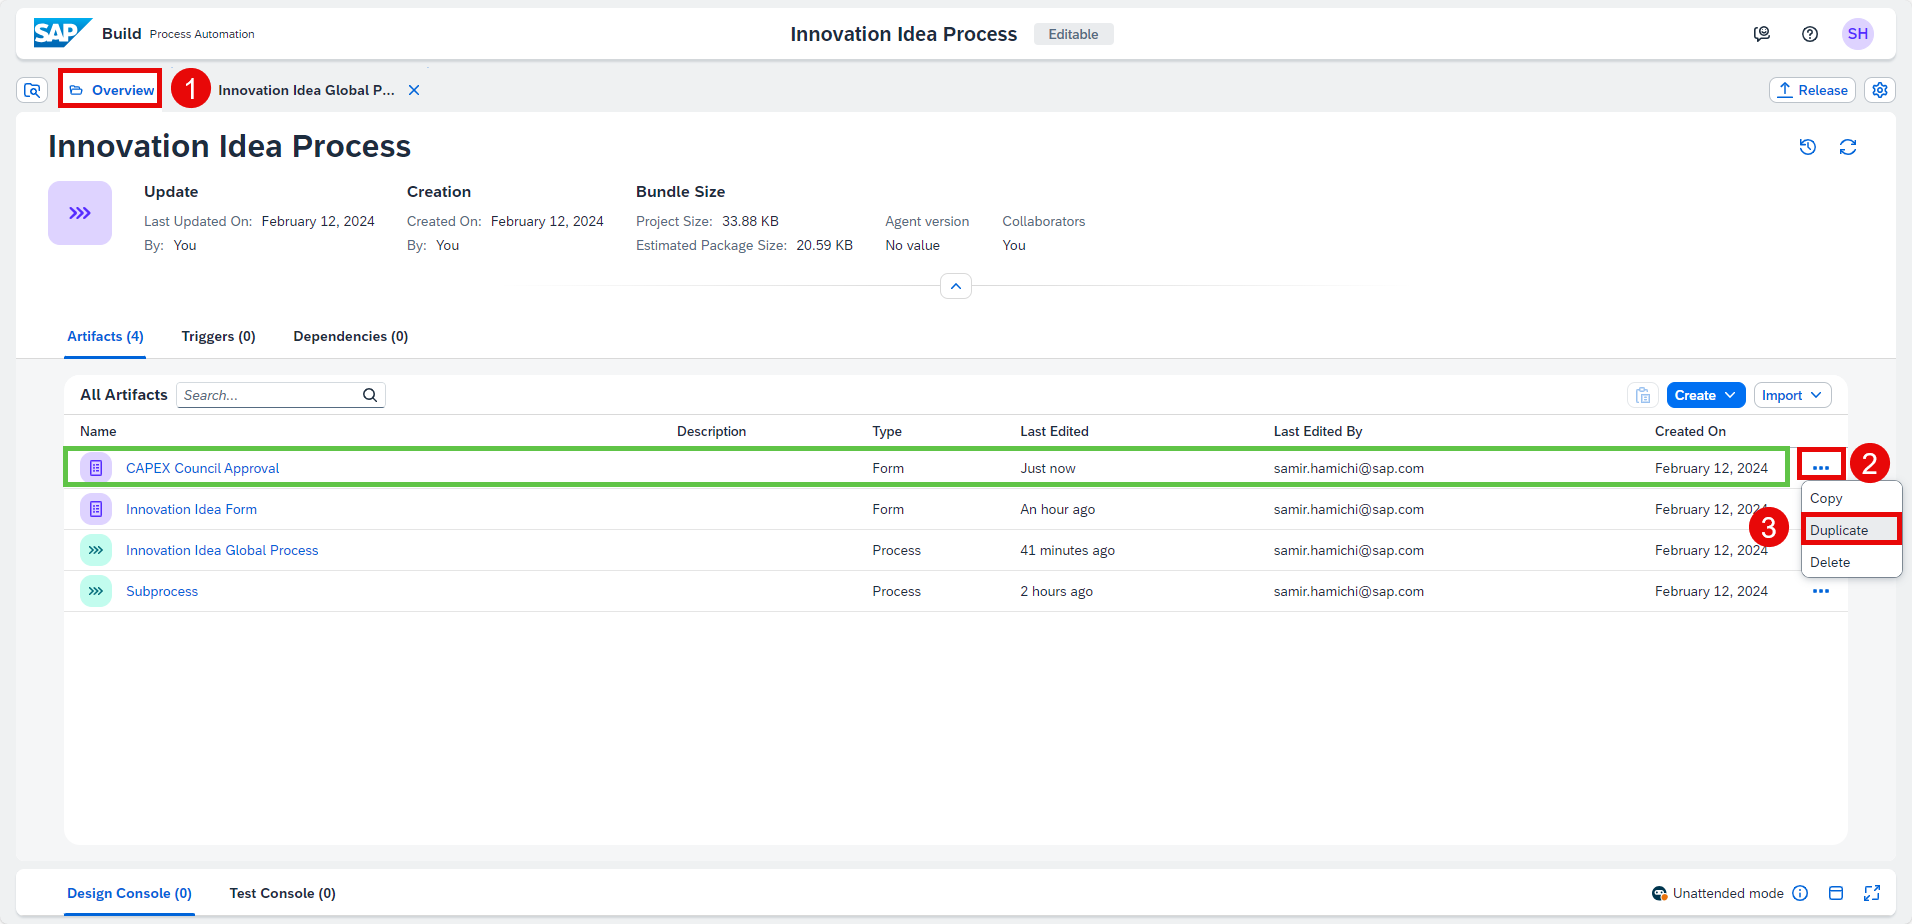 SAP Build Process Automation Innovation Idea Process Editable SH
Overview 1 Innovation Idea Global P... Release
Innovation Idea Process
Update Creation Bundle Size
Last Updated On: February 12, 2024 Created On: February 12, 2024 Project Size: 33.88 KB Agent version Collaborators
By: You By: You Estimated Package Size: 20.59 KB No value You
Artifacts (4) Triggers (0) Dependencies (0)
All Artifacts Search... Create Import
Name Description Type Last Edited Last Edited By Created On
CAPEX Council Approval Form Just now samir.hamichi@sap.com February 12, 2024 2
Copy
Innovation Idea Form Form An hour ago samir.hamichi@sap.com February 12, 2024
3 Duplicate
Innovation Idea Global Process Process 41 minutes ago samir.hamichi@sap.com February 12, 2024
Delete
Subprocess Process 2 hours ago samir.hamichi@sap.com February 12, 2024
Design Console (0) Test Console (0) Unattended mode